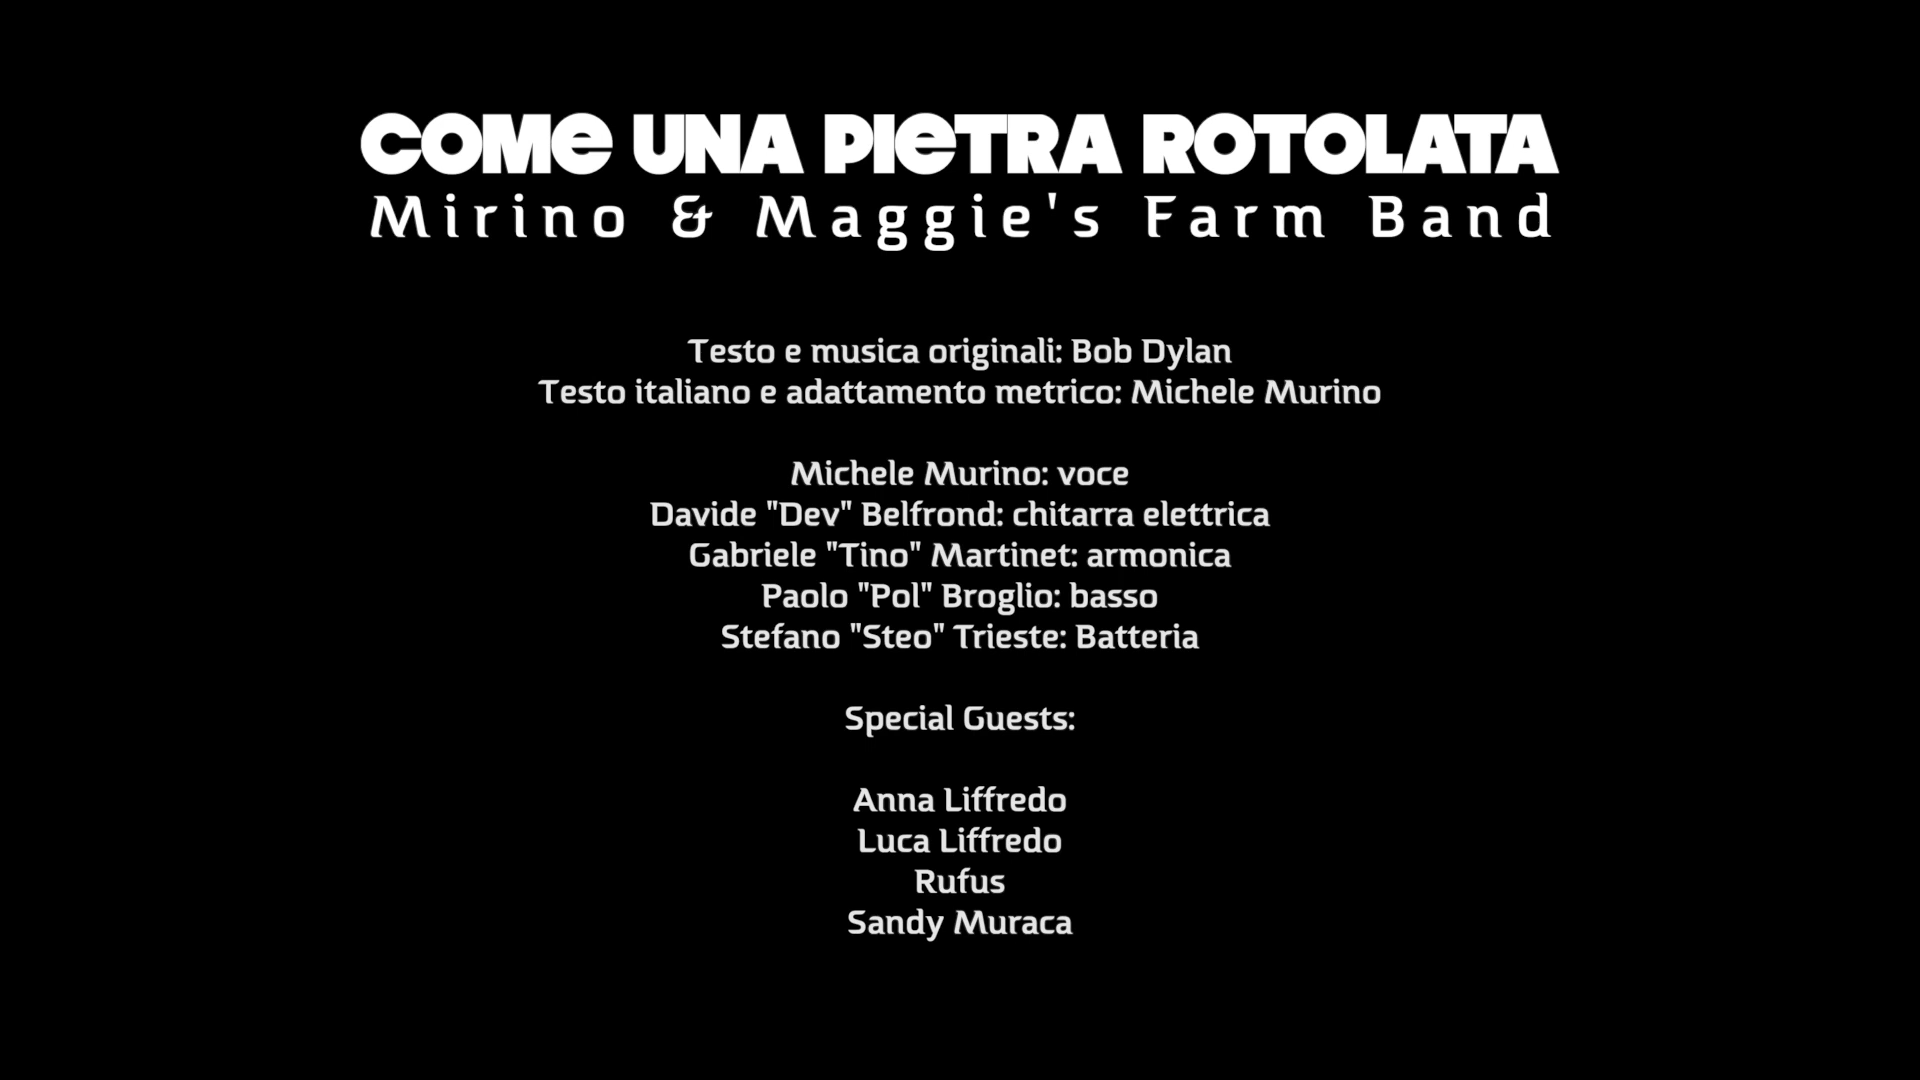 COMe UNA PIeTRA ROTOLATA
Mirino & Maggie's Farm Band
Testo e musica originali: Bob Dylan
Testo italiano e adattamento metrico: Michele Murino
Michele Murino: voce
Davide "Dev" Belfrond: chitarra elettrica
Gabriele "Tino" Martinet: armonica
Paolo "Pol" Broglio: basso
Stefano "Steo" Trieste: Batteria
Special Guests:
Anna Liffredo
Luca Liffredo
Rufus
Sandy Muraca